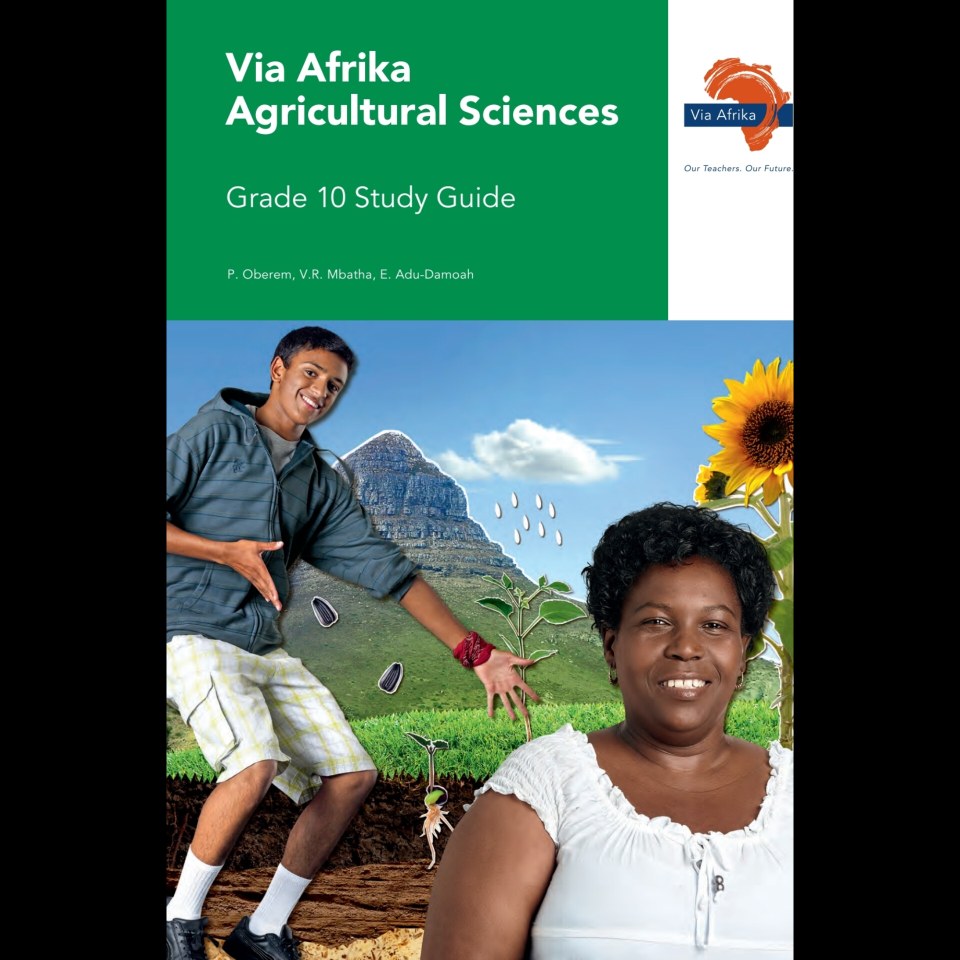 Via Afrika
Agricultural Sciences
Grade 10 Study Guide
P. Oberem, V.R. Mbatha, E. Adu-Damoah
Via Afrika
Our Teachers. Our Future.